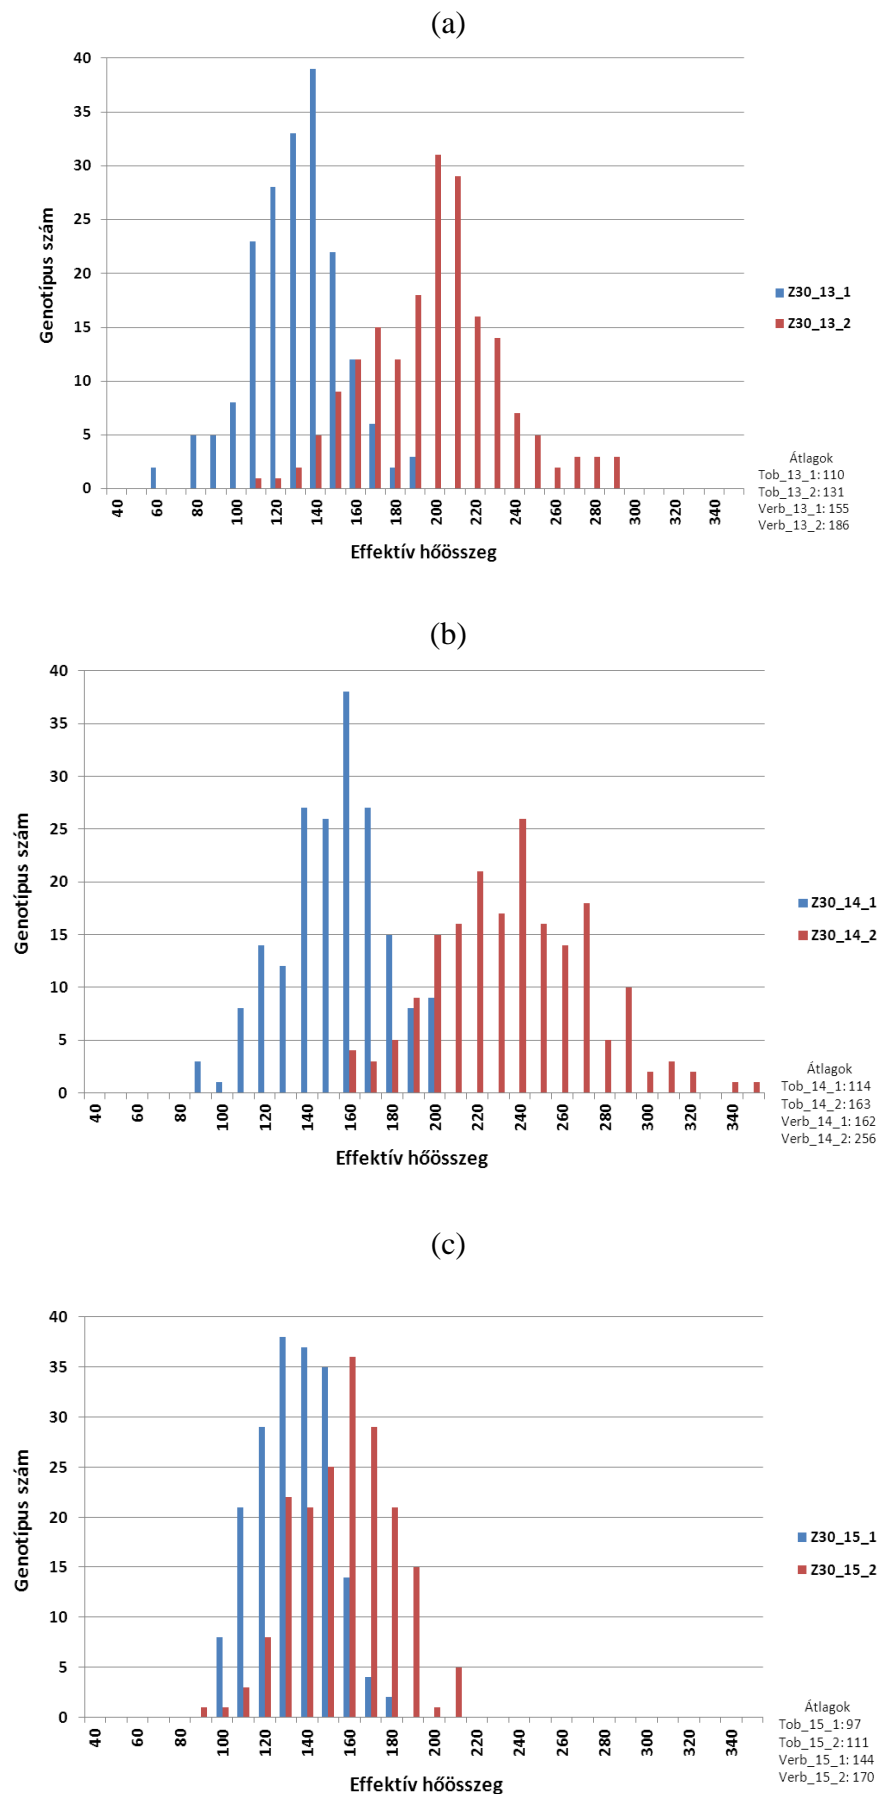 (a)
40
35
30
25
20
15
10
5
0
Genotípus szám
40 60 80 100 120 140 160 180 200 220 240 260 280 300 320 340
Effektív hőösszeg
Z30_13_1
Z30_13_2
Átlagok
Tob_13_1: 110
Tob_13_2: 131
Verb_13_1: 155
Verb_13_2: 186
(b)
40
35
30
25
20
15
10
5
0
Genotípus szám
40 60 80 100 120 140 160 180 200 220 240 260 280 300 320 340
Effektív hőösszeg
Z30_14_1
Z30_14_2
Átlagok
Tob_14_1: 114
Tob_14_2: 163
Verb_14_1: 162
Verb_14_2: 256
(c)
40
35
30
25
20
15
10
5
0
Genotípus szám
40 60 80 100 120 140 160 180 200 220 240 260 280 300 320 340
Effektív hőösszeg
Z30_15_1
Z30_15_2
Átlagok
Tob_15_1: 97
Tob_15_2: 111
Verb_15_1: 144
Verb_15_2: 170